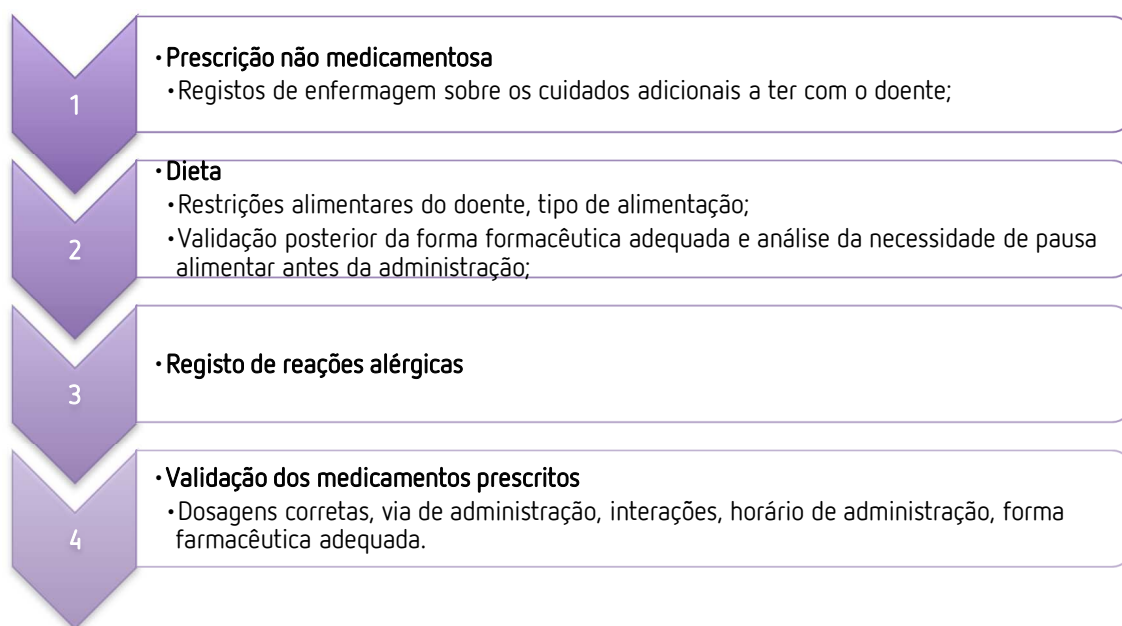 1
·Prescrição não medicamentosa
·Registos de enfermagem sobre os cuidados adicionais a ter com o doente;
2
·Dieta
·Restrições alimentares do doente, tipo de alimentação;
·Validação posterior da forma formacêutica adequada e análise da necessidade de pausa
alimentar antes da administração;
3
·Registo de reações alérgicas
4
·Validação dos medicamentos prescritos
·Dosagens corretas, via de administração, interações, horário de administração, forma
farmacêutica adequada.